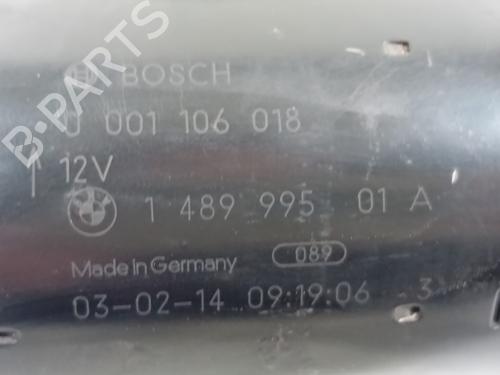 BOSCH
0 001 106 018
12V
1 489 995 01 A
Made in Germany 089
03-02-14 09:19:06 3
B-PARTS